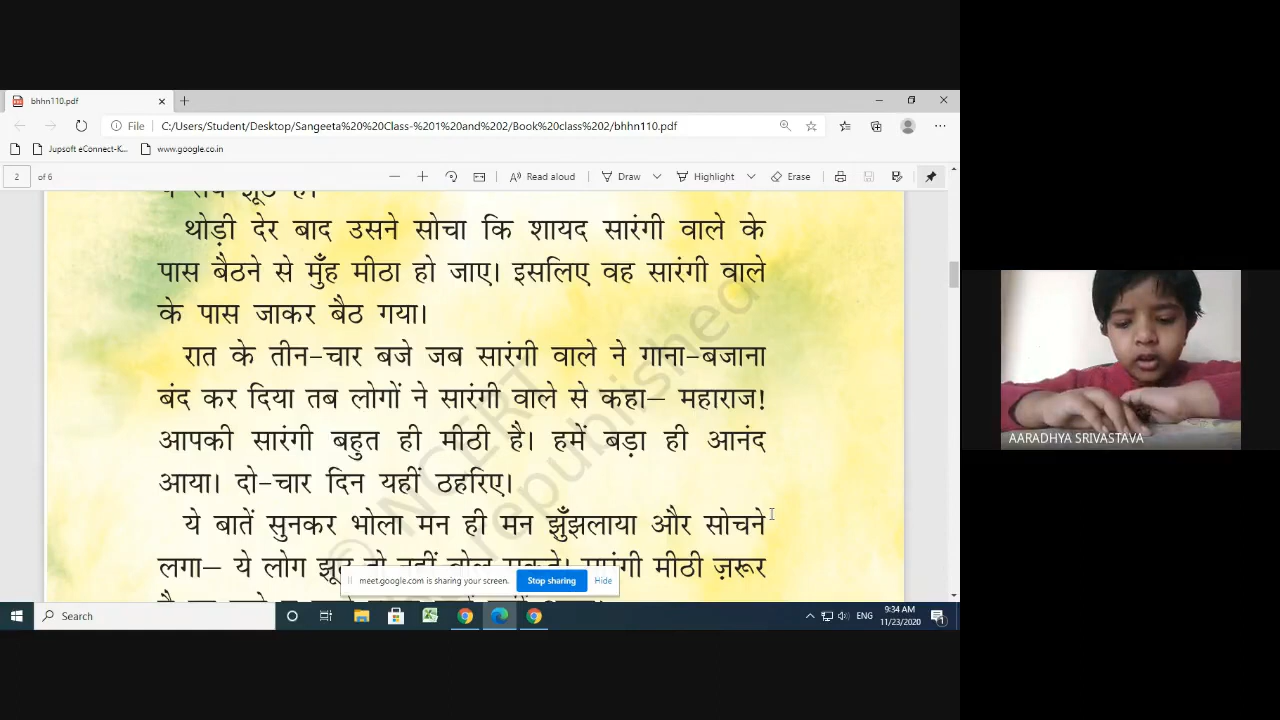 bhhn110.pdf
File C:/Users/Student/Desktop/Sangeeta%20%20Class-%201%20and%202/Book%20class%202/bhhn110.pdf
Jupsoft eConnect-K... www.google.co.in
2 of 6 Read aloud Draw Highlight Erase
थोड़ी देर बाद उसने सोचा कि शायद सारंगी वाले के
पास बैठने से मुँह मीठा हो जाए। इसलिए वह सारंगी वाले
के पास जाकर बैठ गया।
रात के तीन-चार बजे जब सारंगी वाले ने गाना-बजाना
बंद कर दिया तब लोगों ने सारंगी वाले से कहा– महाराज!
आपकी सारंगी बहुत ही मीठी है। हमें बड़ा ही आनंद
आया। दो-चार दिन यहीं ठहरिए।
ये बातें सुनकर भोला मन ही मन झुँझलाया और सोचने
लगा– ये लोग मीठी ज़रूर
© NCERT
republished
meet.google.com is sharing your screen. Stop sharing Hide
AARADHYA SRIVASTAVA
Search
ENG
9:34 AM
11/23/2020
1